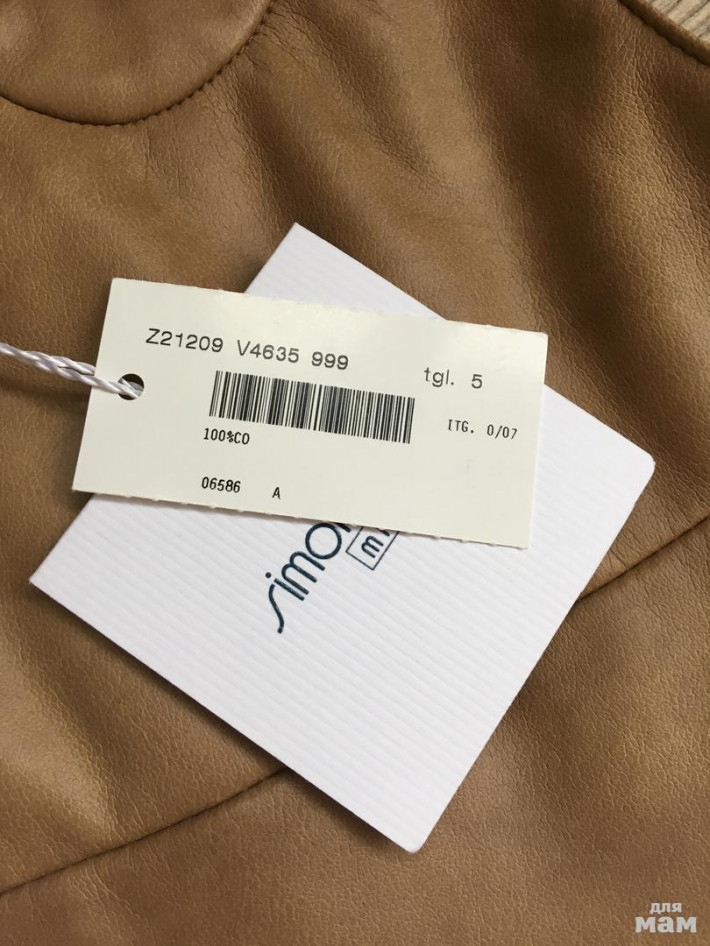 Z21209 V4635 999
tgl. 5
ITG. 0/07
100%CO
06586 A
simo
для
мам